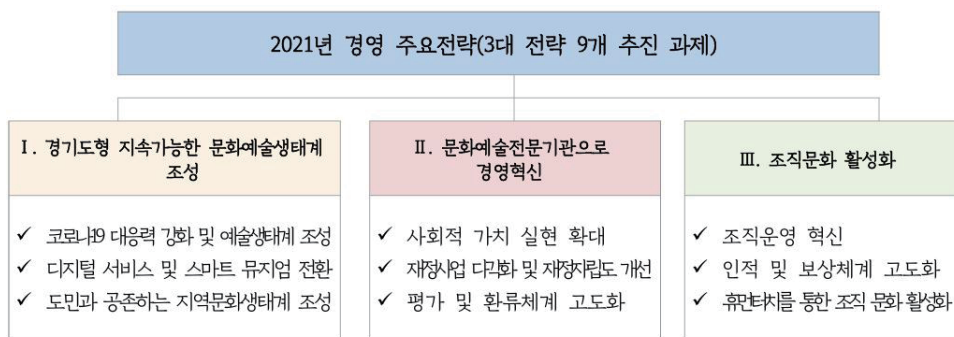 2021년 경영 주요전략(3대 전략 9개 추진 과제)
Ⅰ. 경기도형 지속가능한 문화예술생태계
조성
✓ 코로나19 대응력 강화 및 예술생태계 조성
✓ 디지털 서비스 및 스마트 뮤지엄 전환
✓ 도민과 공존하는 지역문화생태계 조성
Ⅱ. 문화예술전문기관으로
경영혁신
✓ 사회적 가치 실현 확대
✓ 재정사업 다각화 및 재정자립도 개선
✓ 평가 및 환류체계 고도화
Ⅲ. 조직문화 활성화
✓ 조직운영 혁신
✓ 인적 및 보상체계 고도화
✓ 휴먼터치를 통한 조직 문화 활성화